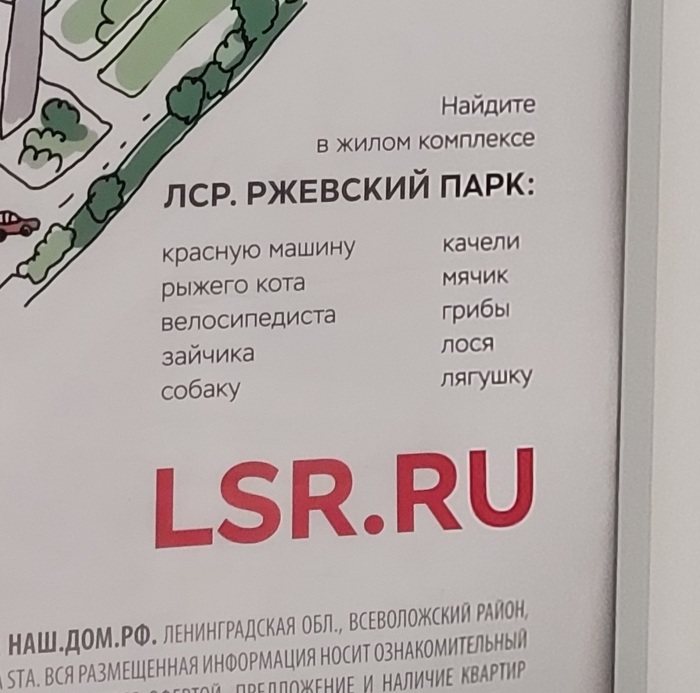 Найдите
в жилом комплексе
ЛСР. РЖЕВСКИЙ ПАРК:
красную машину
рыжего кота
велосипедиста
зайчика
собаку
качели
мячик
грибы
лося
лягушку
LSR.RU
НАШ.ДОМ.РФ. ЛЕНИНГРАДСКАЯ ОБЛ., ВСЕВОЛОЖСКИЙ РАЙОН,
STA. ВСЯ РАЗМЕЩЕННАЯ ИНФОРМАЦИЯ НОСИТ ОЗНАКОМИТЕЛЬНЫЙ
ПРЕДЛОЖЕНИЕ И НАЛИЧИЕ КВАРТИР